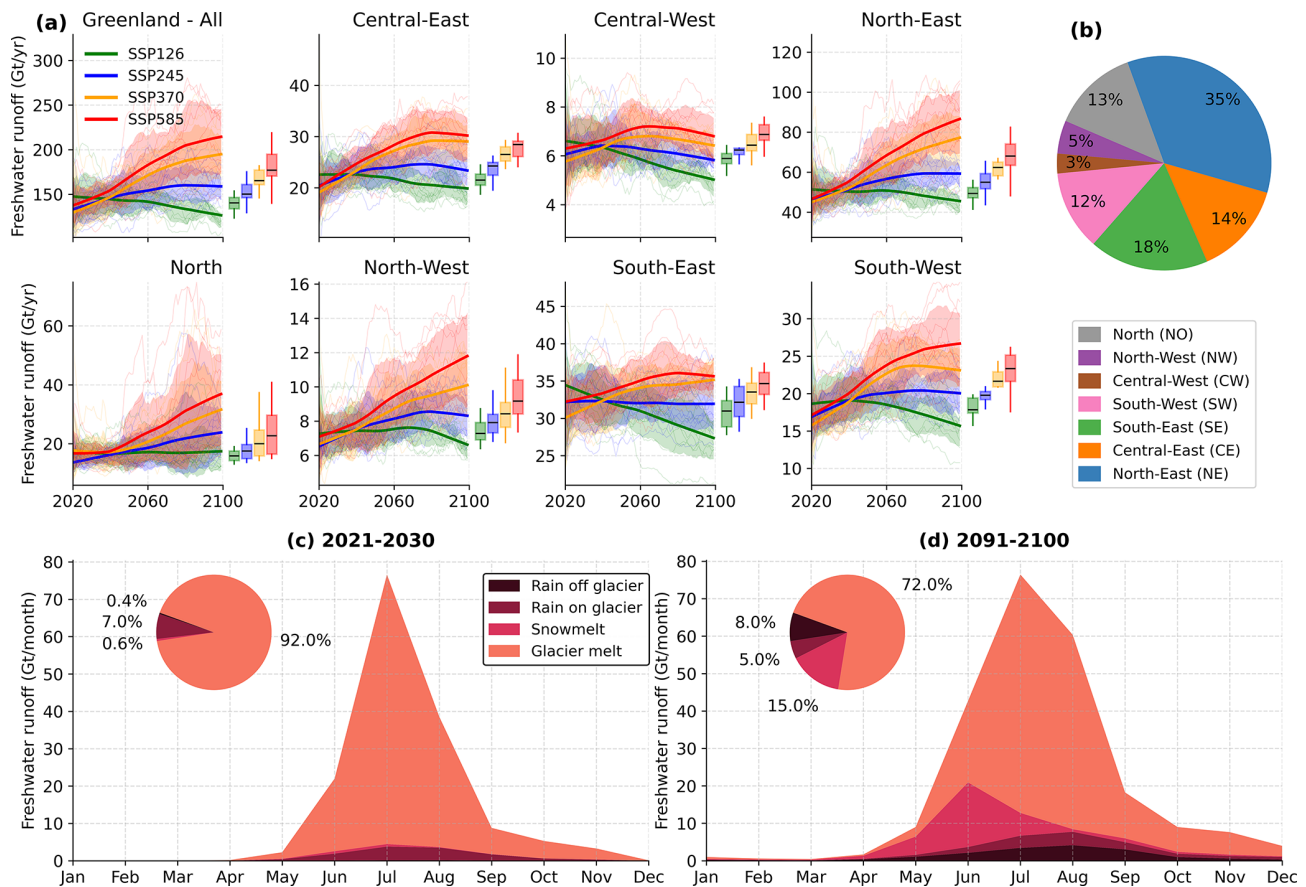 (a)
Greenland - All
Central-East
Central-West
North-East
(b)
Freshwater runoff (Gt/yr)
300
250
200
150
SSP126
SSP245
SSP370
SSP585
40
30
20
10
8
6
4
120
100
80
60
40
35%
14%
18%
12%
3%
5%
13%
North
North-West
South-East
South-West
Freshwater runoff (Gt/yr)
60
40
20
2020 2060 2100
16
14
12
10
8
6
2020 2060 2100
45
40
35
30
25
2020 2060 2100
30
25
20
15
10
2020 2060 2100
North (NO)
North-West (NW)
Central-West (CW)
South-West (SW)
South-East (SE)
Central-East (CE)
North-East (NE)
(c) 2021-2030
Freshwater runoff (Gt/month)
80
70
60
50
40
30
20
10
0
0.4%
7.0%
0.6%
92.0%
Rain off glacier
Rain on glacier
Snowmelt
Glacier melt
Jan Feb Mar Apr May Jun Jul Aug Sep Oct Nov Dec
(d) 2091-2100
Freshwater runoff (Gt/month)
80
70
60
50
40
30
20
10
0
72.0%
8.0%
5.0%
15.0%
Jan Feb Mar Apr May Jun Jul Aug Sep Oct Nov Dec